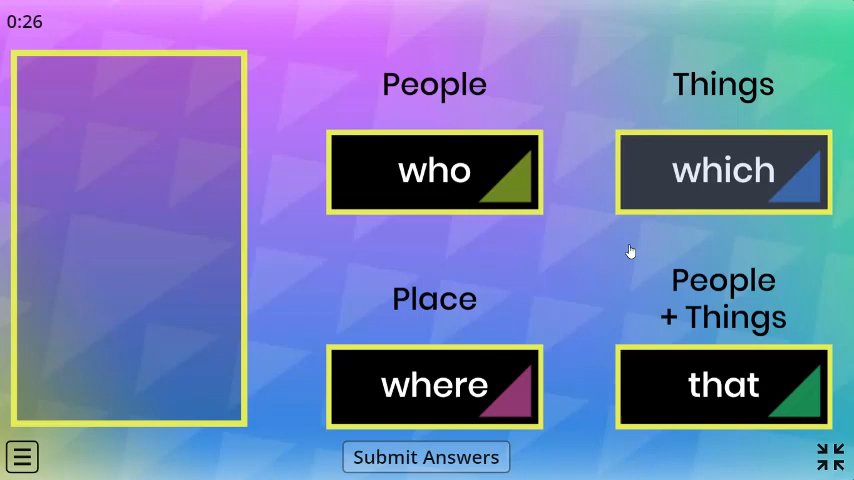 0:26
People
Things
who
which
Place
People
+ Things
where
that
Submit Answers